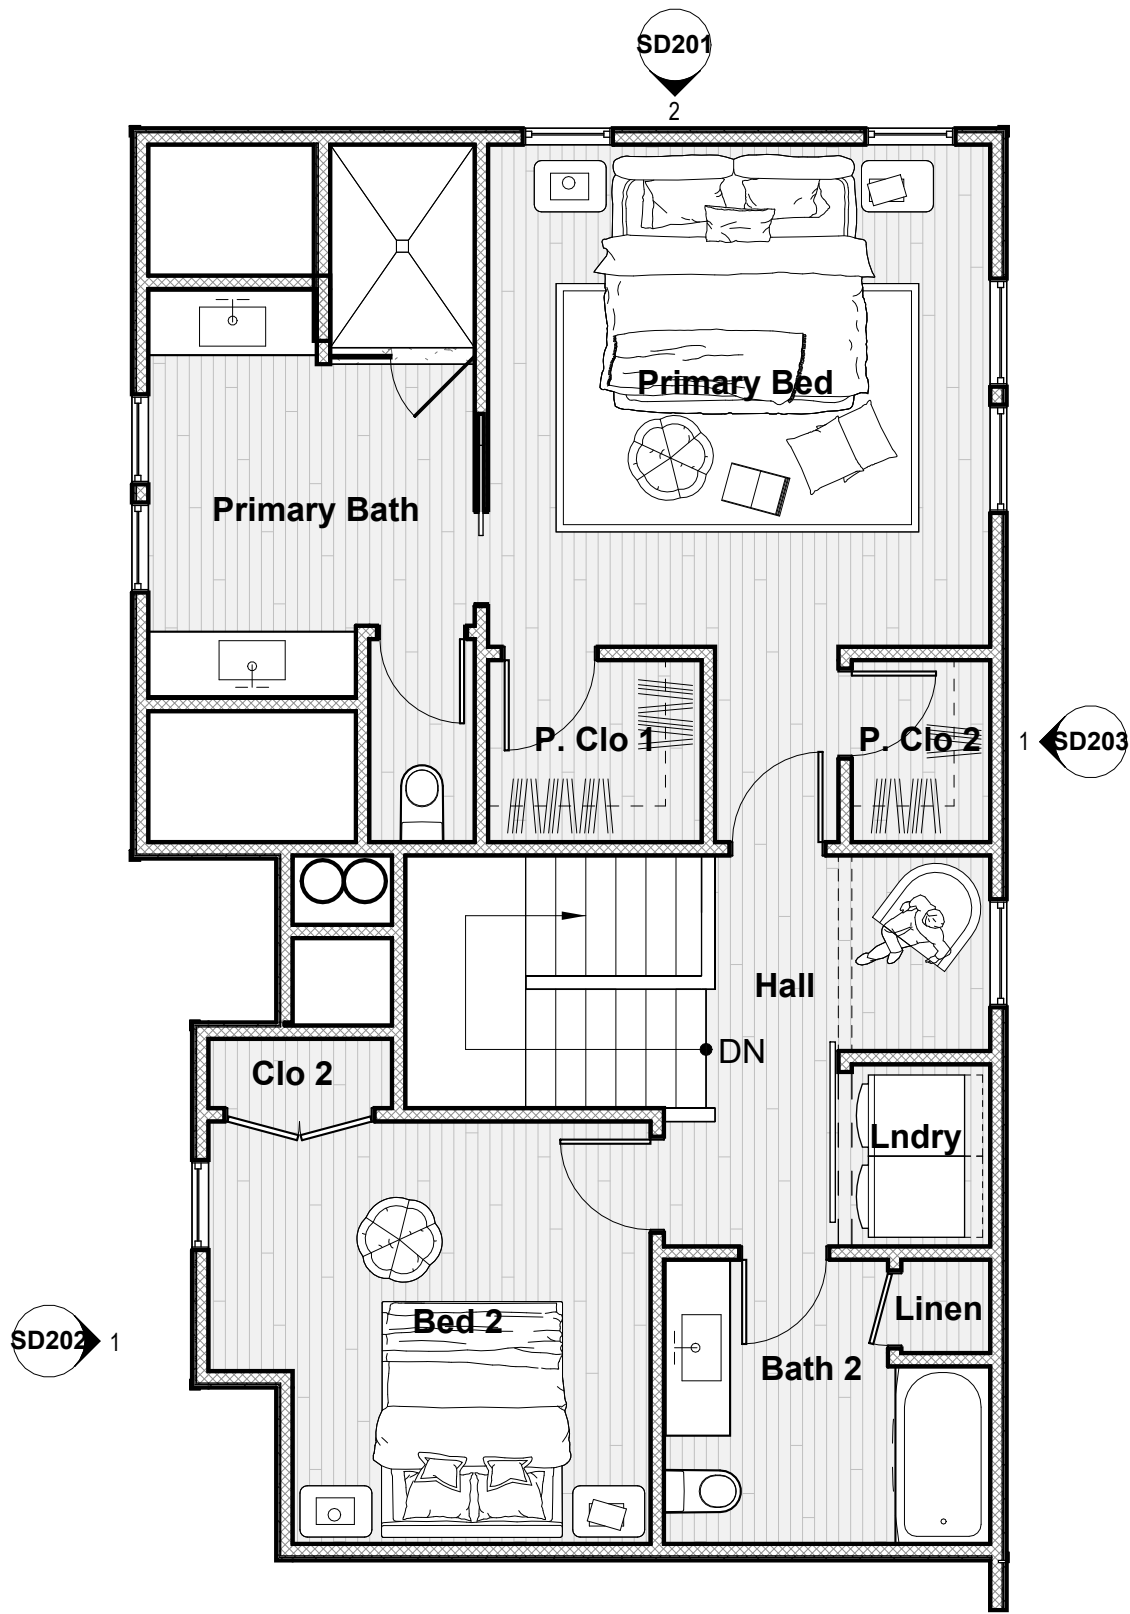 SD201
2
Primary Bed
Primary Bath
P. Clo 1
P. Clo 2
1
SD203
Hall
DN
Clo 2
Lndry
Linen
Bed 2
SD202
1
Bath 2